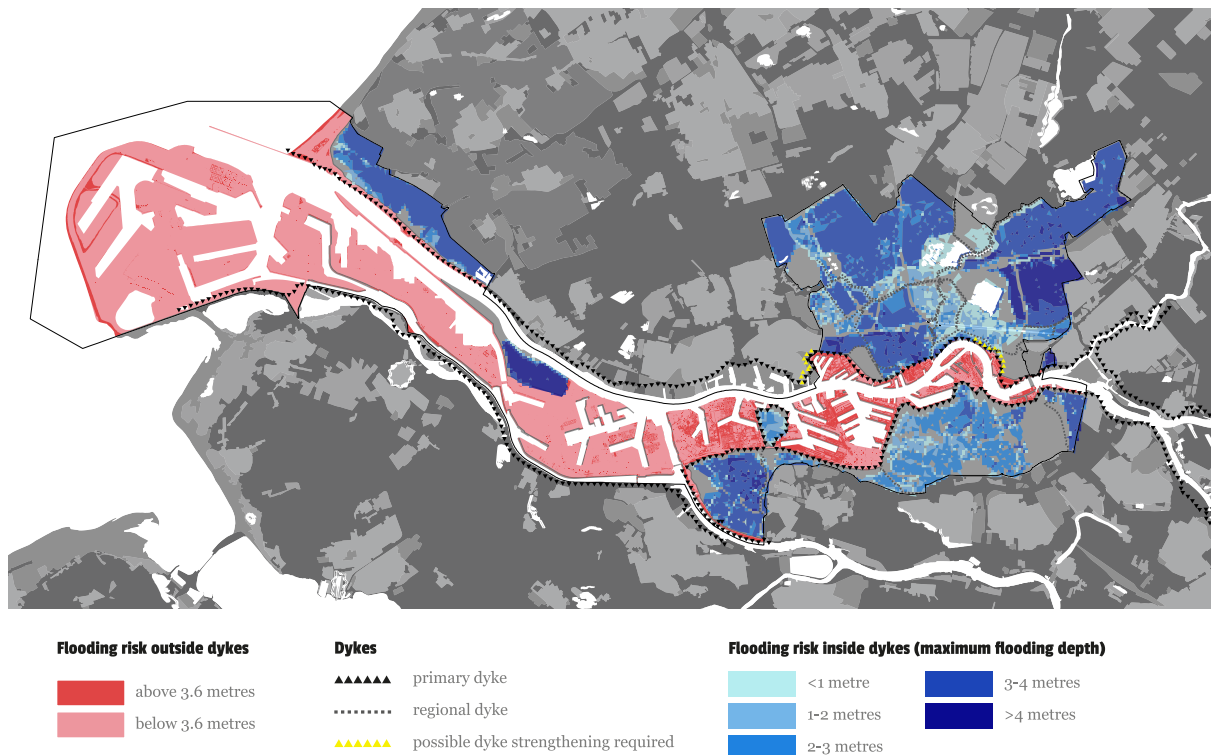 Flooding risk outside dykes
above 3.6 metres
below 3.6 metres
Dykes
primary dyke
regional dyke
possible dyke strengthening required
Flooding risk inside dykes (maximum flooding depth)
<1 metre
1-2 metres
2-3 metres
3-4 metres
>4 metres